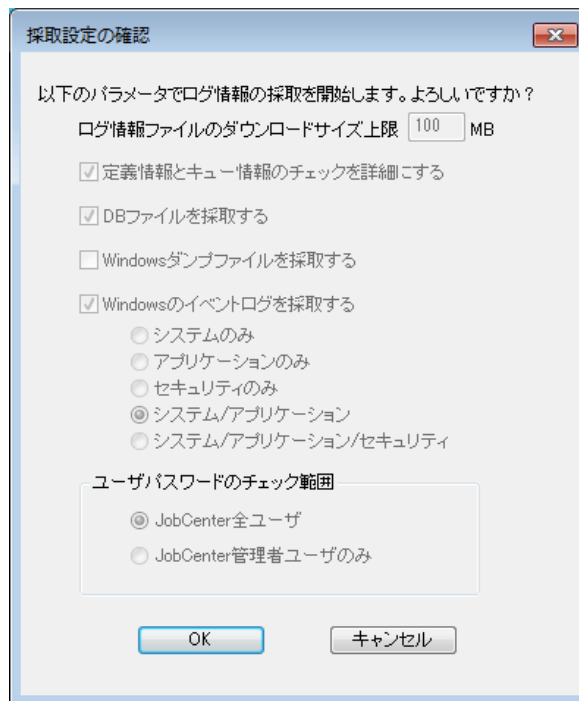 採取設定の確認
以下のパラメータでログ情報の採取を開始します。よろしいですか？
ログ情報ファイルのダウンロードサイズ上限 100 MB
定義情報とキュー情報のチェックを詳細にする
DBファイルを採取する
Windowsダンプファイルを採取する
Windowsのイベントログを採取する
システムのみ
アプリケーションのみ
セキュリティのみ
システム/アプリケーション
システム/アプリケーション/セキュリティ
ユーザパスワードのチェック範囲
JobCenter全ユーザ
JobCenter管理者ユーザのみ
OK キャンセル